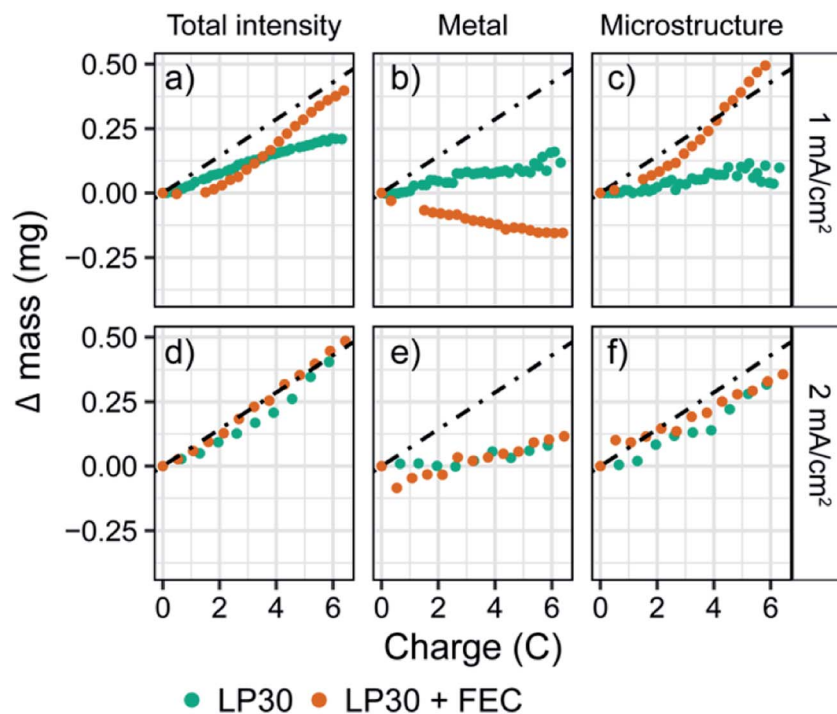 Total intensity Metal Microstructure
a) b) c)
0.50
0.25
0.00
−0.25
1 mA/cm²
d) e) f)
0.50
0.25
0.00
−0.25
2 mA/cm²
0 2 4 6 0 2 4 6 0 2 4 6
Δ mass (mg)
Charge (C)
LP30 LP30 + FEC